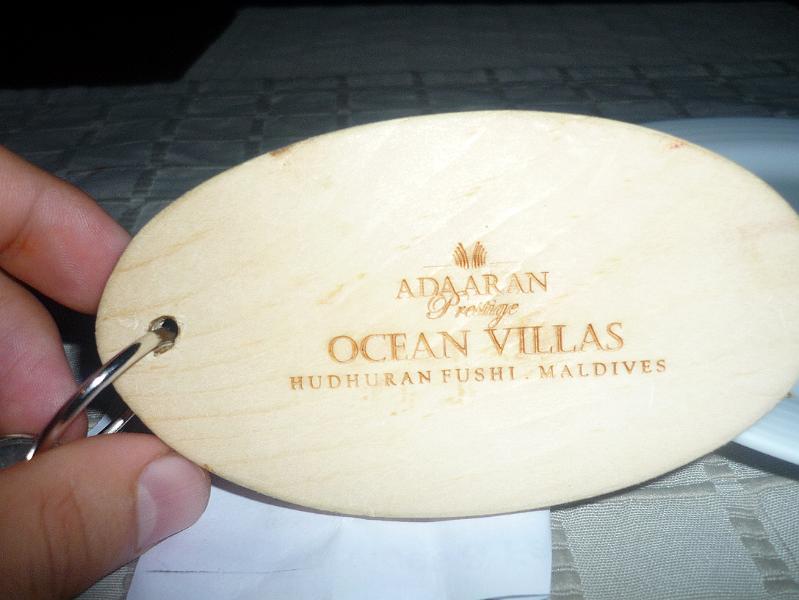 ADAARAN
Prestige
OCEAN VILLAS
HUDHURAN FUSHI . MALDIVES